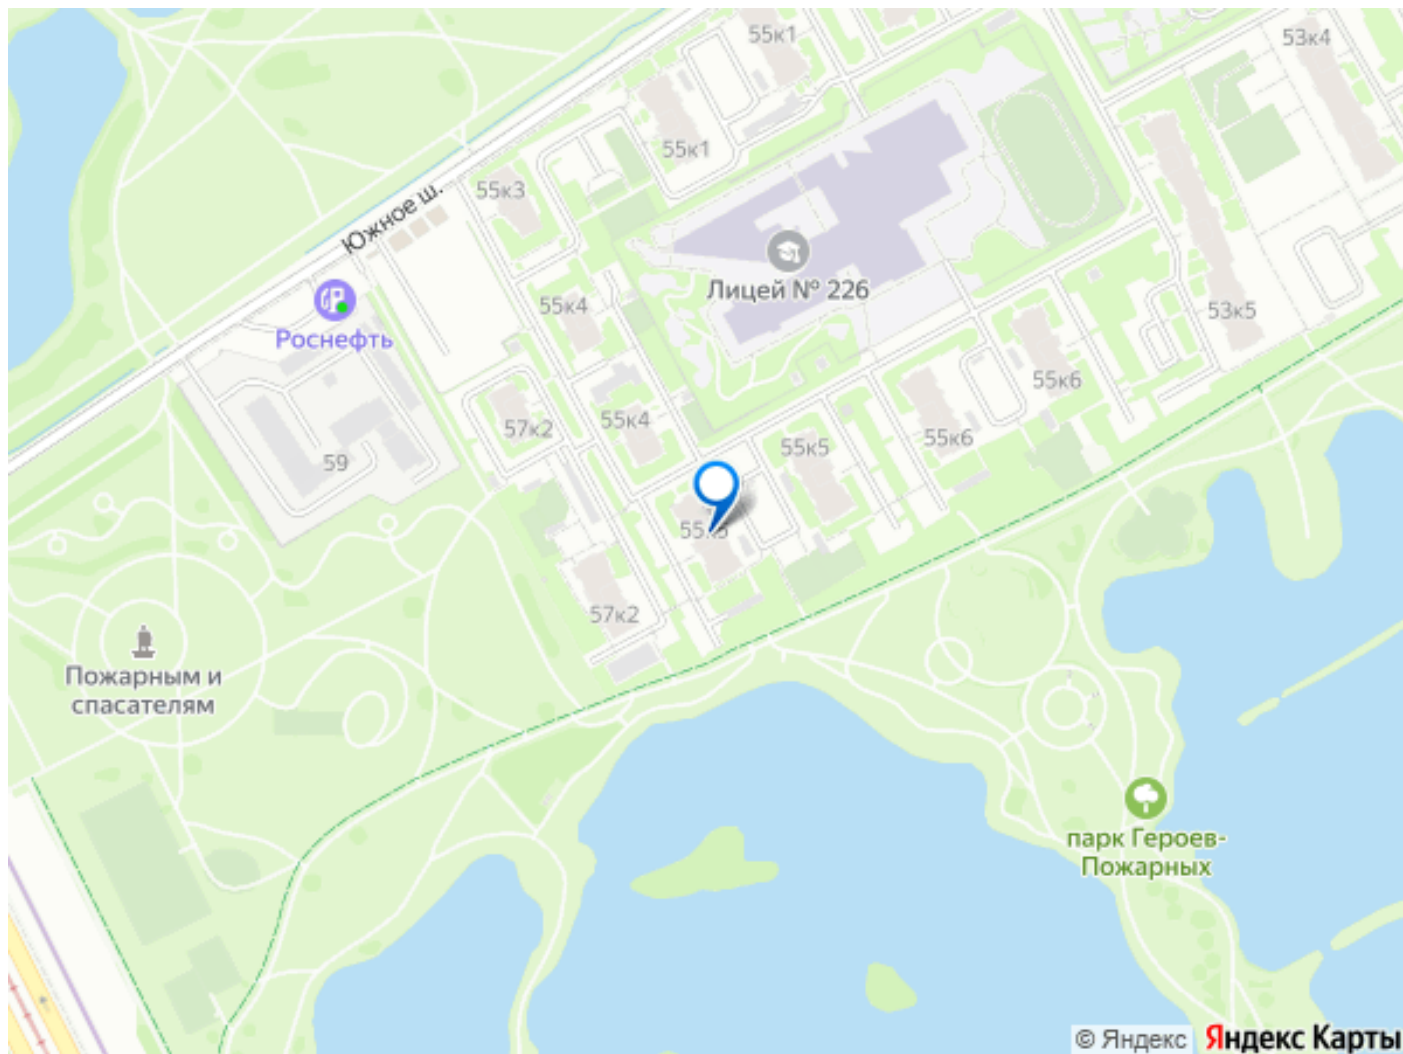 55к1
53к4
55к1
55к3
Южное ш.
Лицей № 226
55к4
Роснефть
53к5
55к6
57к2
55к4
55к5
55к6
59
55к5
57к2
Пожарным и
спасателям
парк Героев-
Пожарных
© Яндекс
Яндекс Карты